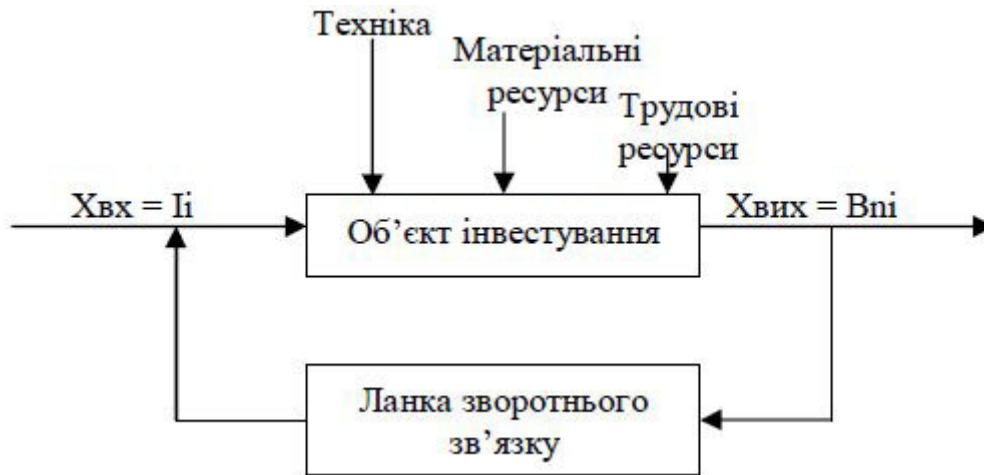 Техніка
Матеріальні
ресурси
Трудові
ресурси
Хвх = Ii
Об’єкт інвестування
Хвих = Bni
Ланка зворотнього
зв’язку